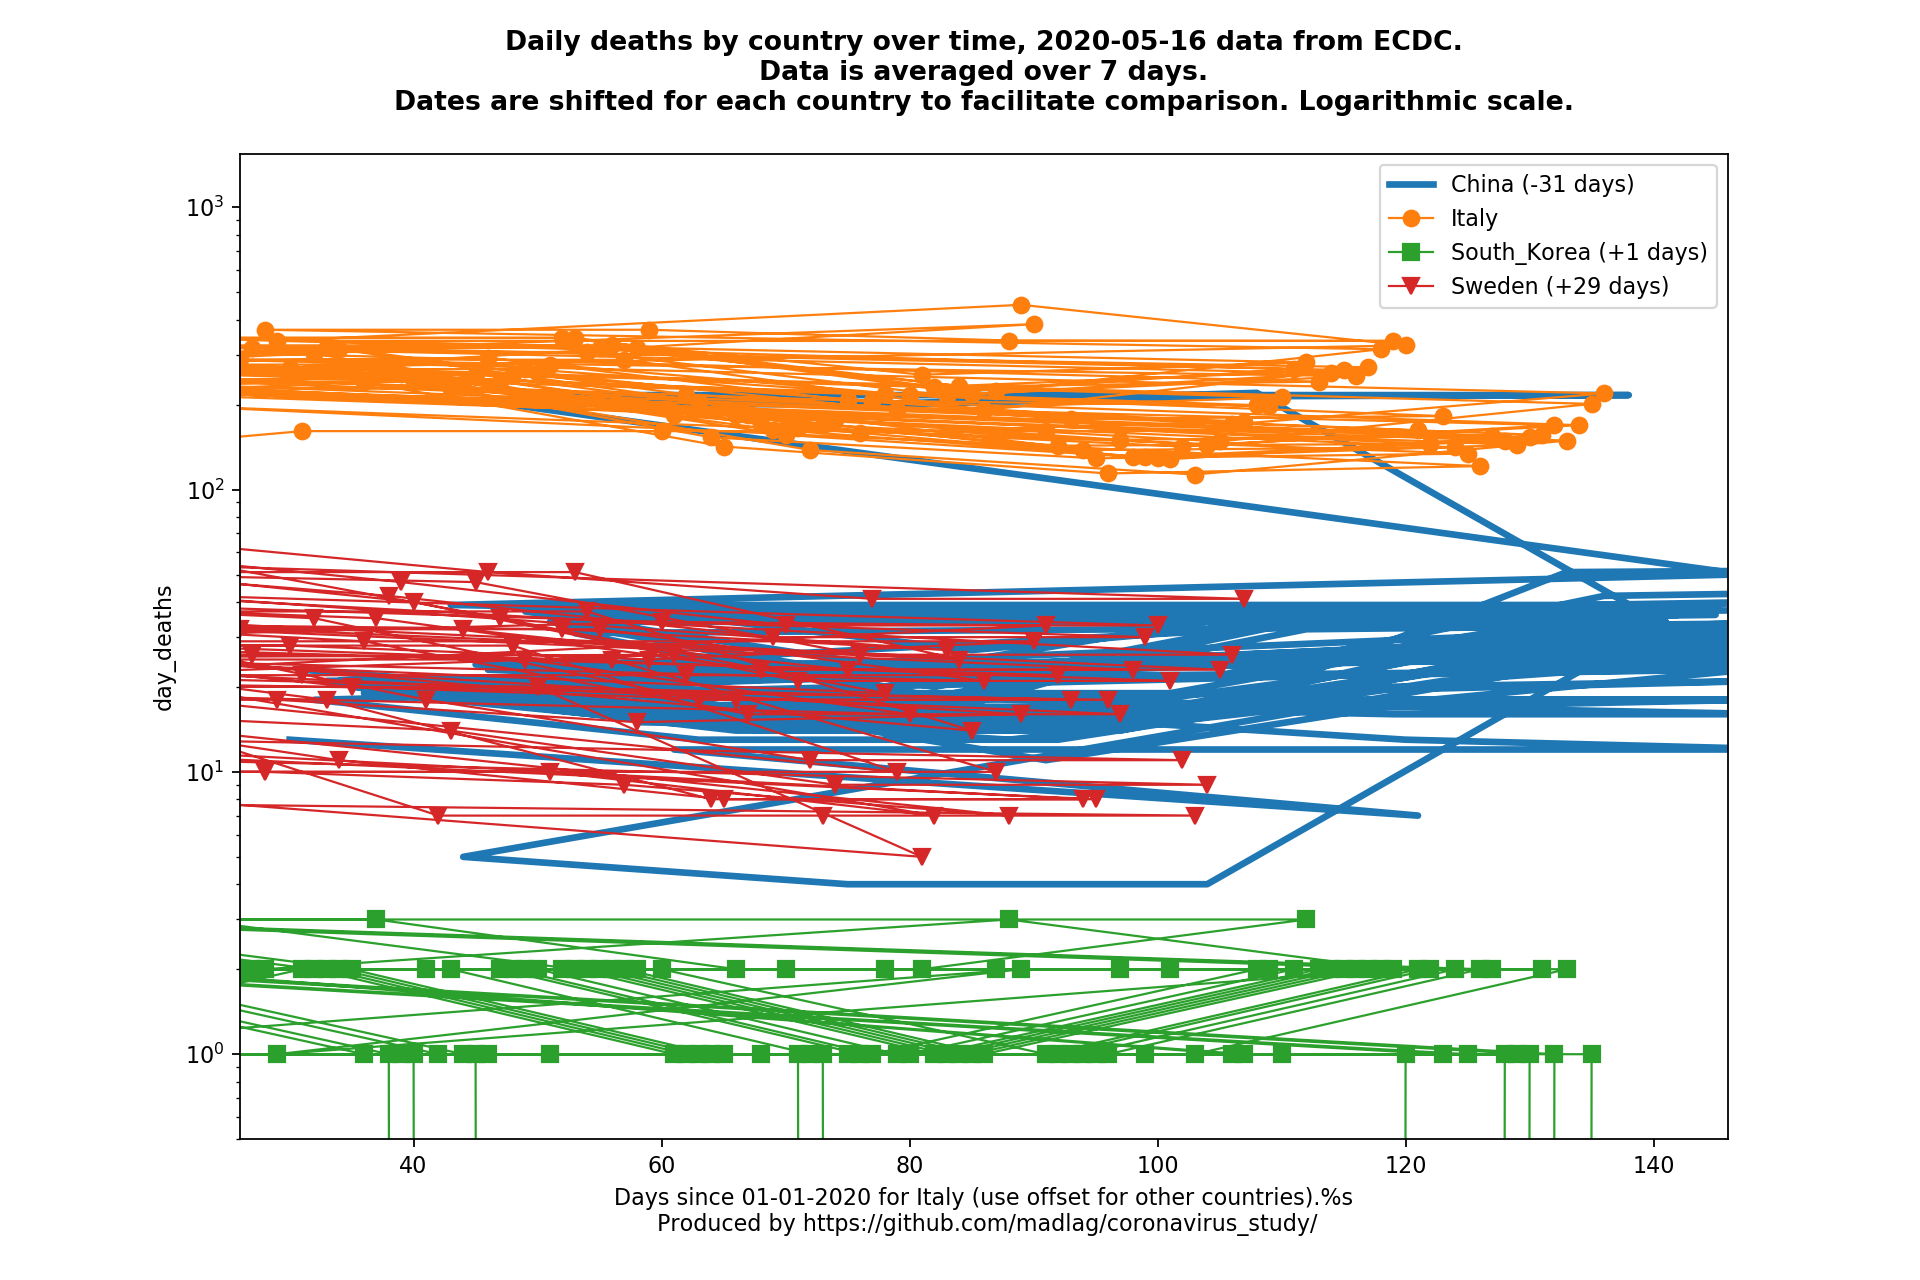 Daily deaths by country over time, 2020-05-16 data from ECDC.
Data is averaged over 7 days.
Dates are shifted for each country to facilitate comparison. Logarithmic scale.
China (-31 days)
Italy
South_Korea (+1 days)
Sweden (+29 days)
day_deaths
10³
10²
10¹
10⁰
40 60 80 100 120 140
Days since 01-01-2020 for Italy (use offset for other countries).%s
Produced by https://github.com/madlag/coronavirus_study/